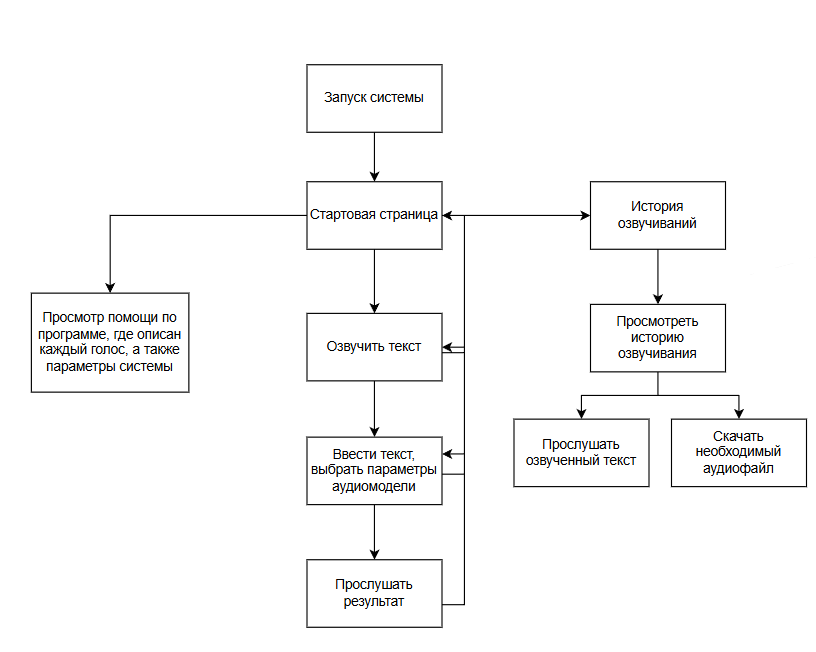 Запуск системы
Стартовая страница
История
озвучиваний
Просмотр помощи по
программе, где описан
каждый голос, а также
параметры системы
Озвучить текст
Просмотреть
историю
озвучивания
Ввести текст,
выбрать параметры
аудиомодели
Прослушать
озвученный текст
Скачать
необходимый
аудиофайл
Прослушать
результат